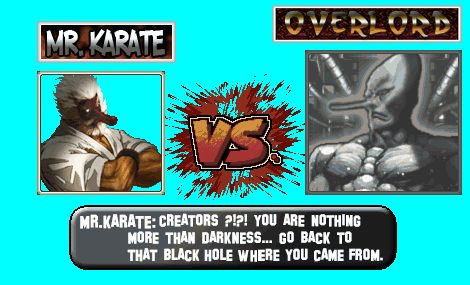 OVERLORD
MR. KARATE
VS.
MR.KARATE: CREATORS ?!?! YOU ARE NOTHING
MORE THAN DARKNESS... GO BACK TO
THAT BLACK HOLE WHERE YOU CAME FROM.